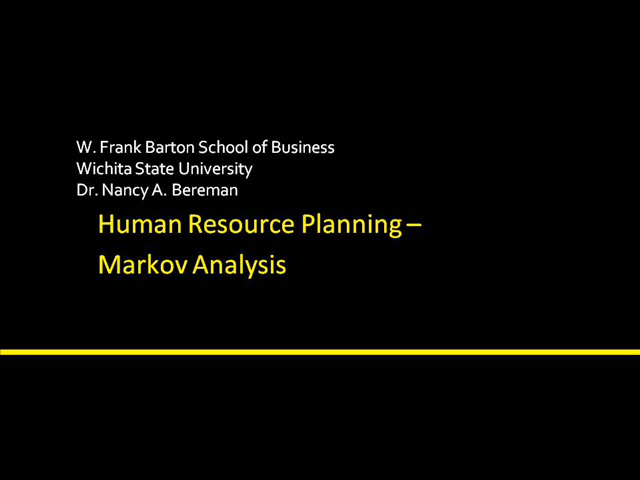 W. Frank Barton School of Business
Wichita State University
Dr. Nancy A. Bereman
Human Resource Planning –
Markov Analysis